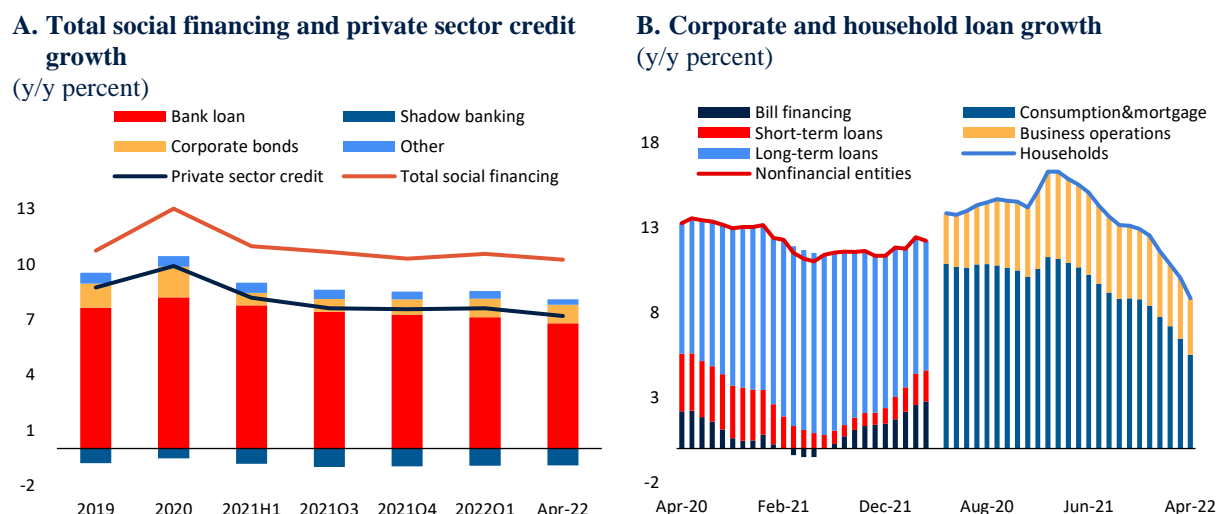 A. Total social financing and private sector credit
growth
(y/y percent)
Bank loan
Shadow banking
Corporate bonds
Other
Private sector credit
Total social financing
13
10
7
4
1
-2
2019
2020
2021H1
2021Q3
2021Q4
2022Q1
Apr-22
B. Corporate and household loan growth
(y/y percent)
Bill financing
Consumption&mortgage
Short-term loans
Business operations
Long-term loans
Households
Nonfinancial entities
18
13
8
3
-2
Apr-20
Feb-21
Dec-21
Aug-20
Jun-21
Apr-22